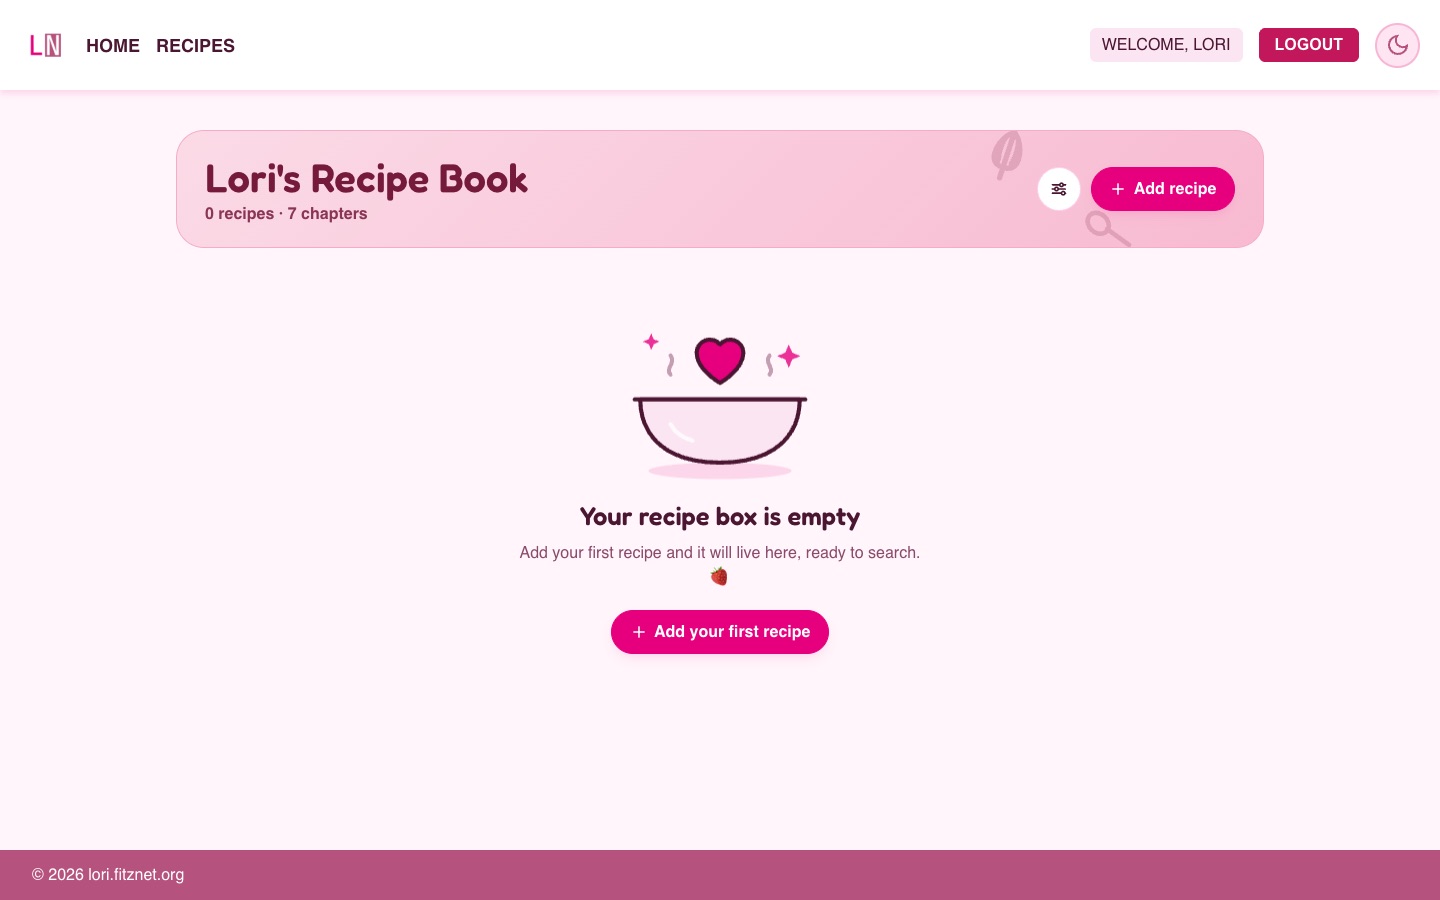 LN
HOME
RECIPES
WELCOME, LORI
LOGOUT
Lori's Recipe Book
0 recipes · 7 chapters
Add recipe
Your recipe box is empty
Add your first recipe and it will live here, ready to search.
🍓
Add your first recipe
© 2026 lori.fitznet.org